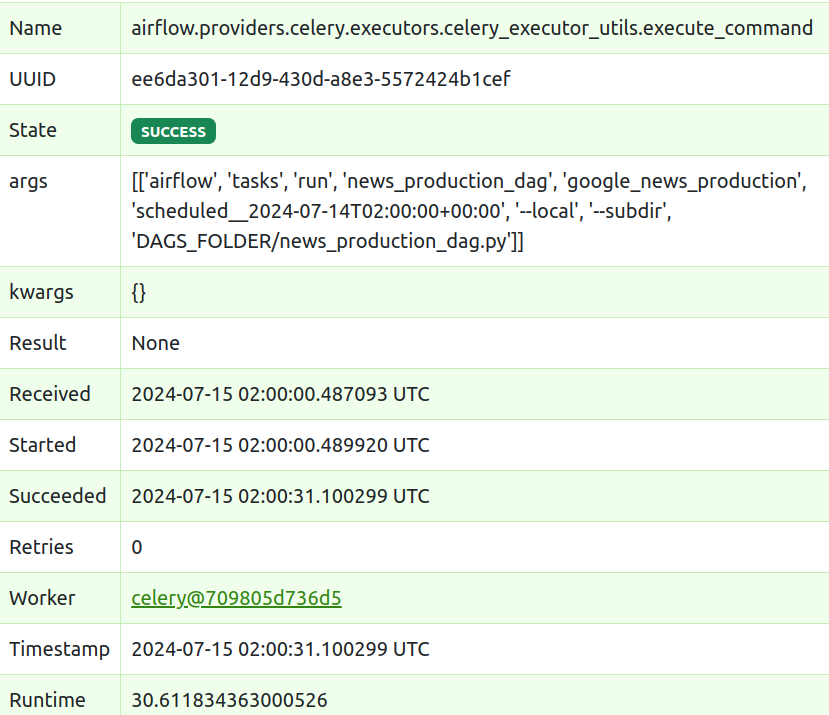 Name airflow.providers.celery.executors.celery_executor_utils.execute_command
UUID ee6da301-12d9-430d-a8e3-5572424b1cef
State SUCCESS
args [['airflow', 'tasks', 'run', 'news_production_dag', 'google_news_production',
'scheduled__2024-07-14T02:00:00+00:00', '--local', '--subdir',
'DAGS_FOLDER/news_production_dag.py']]
kwargs {}
Result None
Received 2024-07-15 02:00:00.487093 UTC
Started 2024-07-15 02:00:00.489920 UTC
Succeeded 2024-07-15 02:00:31.100299 UTC
Retries 0
Worker celery@709805d736d5
Timestamp 2024-07-15 02:00:31.100299 UTC
Runtime 30.611834363000526